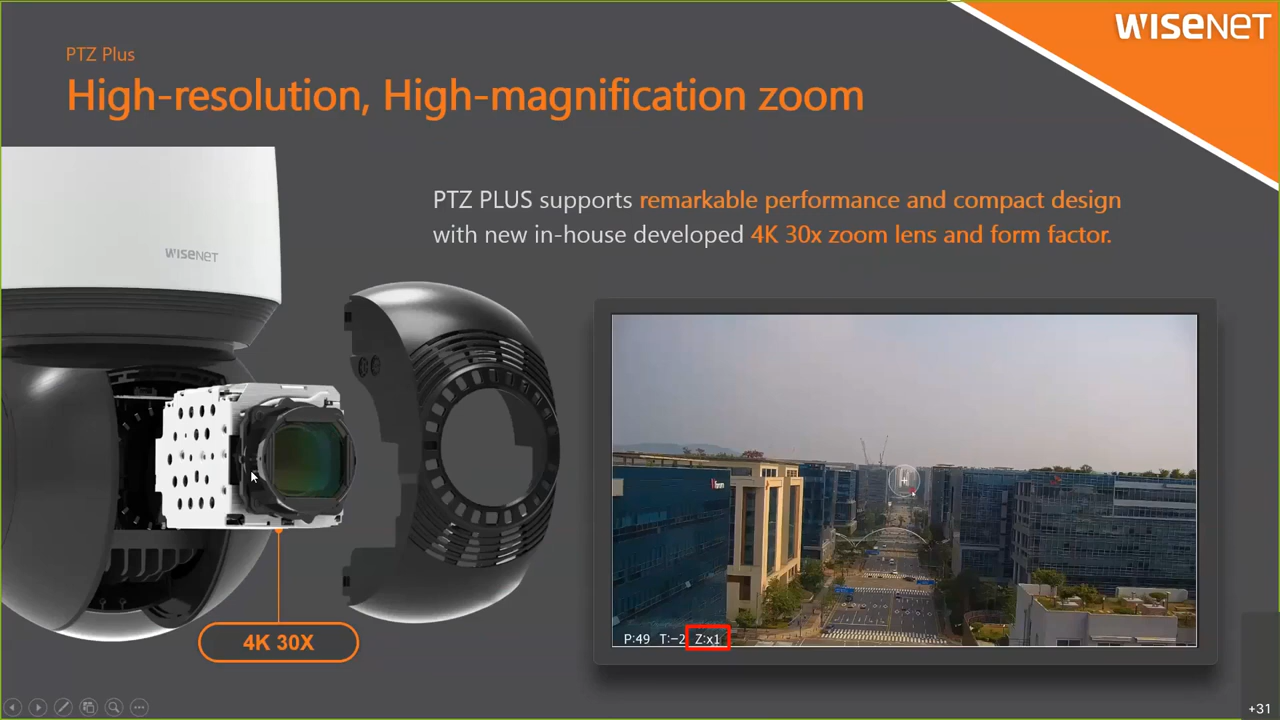 WISENET
PTZ Plus
High-resolution, High-magnification zoom
PTZ PLUS supports remarkable performance and compact design
with new in-house developed 4K 30x zoom lens and form factor.
WISENET
P:49 T:-2 Z:x1
4K 30X
+31